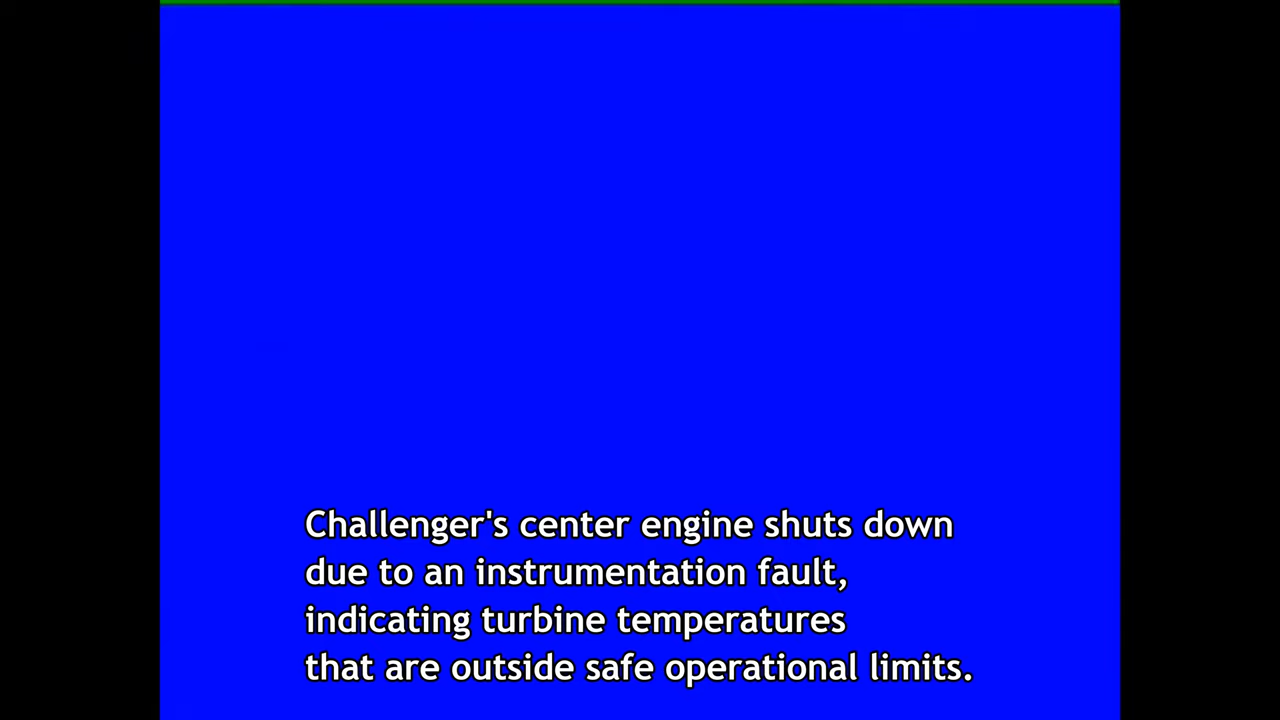 Challenger's center engine shuts down
due to an instrumentation fault,
indicating turbine temperatures
that are outside safe operational limits.